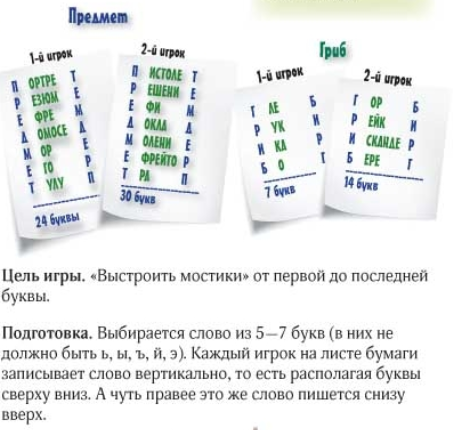 Предмет
1-й игрок
П ОРТРЕ Т
Р ЕЗЮМ Е
Е ФРЕ М
Д ОМОСЕ Д
М ОР Е
Е ГО Р
Т УЛУ П
24 буквы
2-й игрок
П ИСТОЛЕ Т
Р ЕШЕНИ Е
Е ФИ М
Д ОКЛА Д
М ОЛЕНИ Е
Е ФРЕЙТО Р
Т РА П
30 букв
Гриб
1-й игрок
Г ЛЕ Б
Р УК И
И КА Р
Б О Г
7 букв
2-й игрок
Г ОР Б
Р ЕЙК И
И СКАНДЕ Р
Б ЕРЕ Г
14 букв
Цель игры. «Выстроить мостики» от первой до последней
буквы.
Подготовка. Выбирается слово из 5—7 букв (в них не
должно быть ь, ы, ъ, й, э). Каждый игрок на листе бумаги
записывает слово вертикально, то есть располагая буквы
сверху вниз. А чуть правее это же слово пишется снизу
вверх.